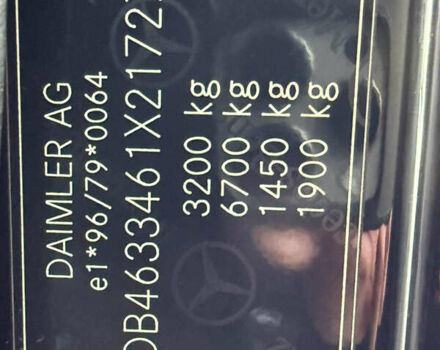 DAIMLER AG
e1*96/79*0064
DB4633461X2172
3200 kg
6700 kg
1450 kg
1900 kg